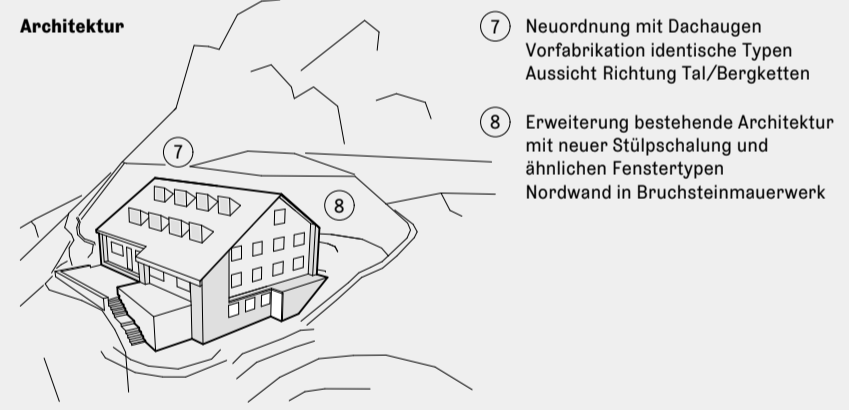 Architektur
7 Neuordnung mit Dachaugen
Vorfabrikation identische Typen
Aussicht Richtung Tal/Bergketten
8 Erweiterung bestehende Architektur
mit neuer Stülpschalung und
ähnlichen Fenstertypen
Nordwand in Bruchsteinmauerwerk
7
8